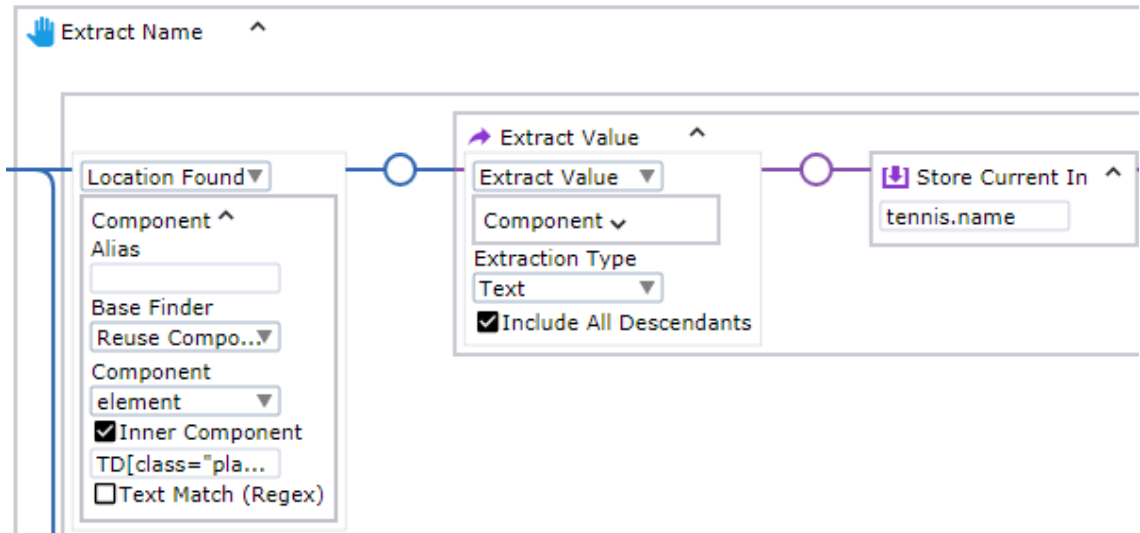 Extract Name
Location Found
Component
Alias
Base Finder
Reuse Compo...
Component
element
Inner Component
TD[class="pla...
Text Match (Regex)
Extract Value
Extract Value
Component
Extraction Type
Text
Include All Descendants
Store Current In
tennis.name